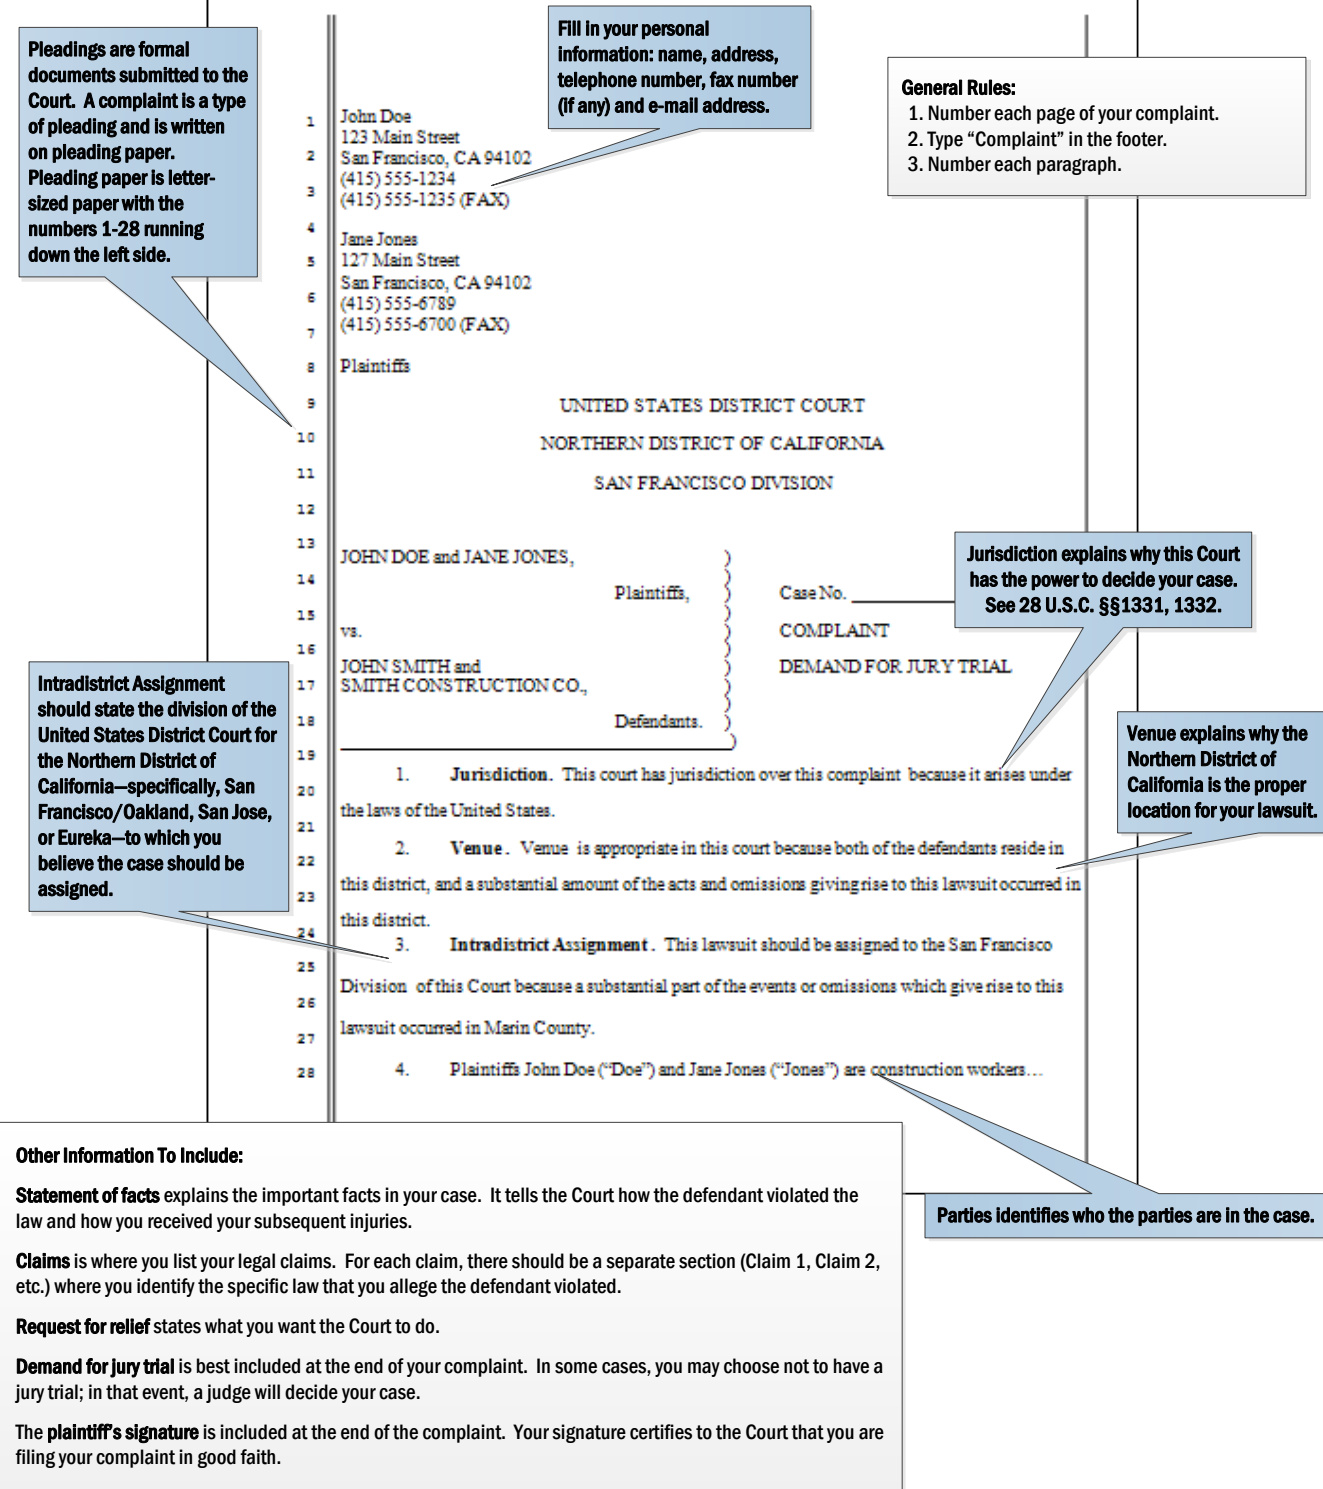 Pleadings are formal
documents submitted to the
Court. A complaint is a type
of pleading and is written
on pleading paper.
Pleading paper is letter-
sized paper with the
numbers 1-28 running
down the left side.
Fill in your personal
information: name, address,
telephone number, fax number
(if any) and e-mail address.
General Rules:
1. Number each page of your complaint.
2. Type “Complaint” in the footer.
3. Number each paragraph.
1
2
3
4
5
6
7
8
9
10
11
12
13
14
15
16
17
18
19
20
21
22
23
24
25
26
27
28
John Doe
123 Main Street
San Francisco, CA 94102
(415) 555-1234
(415) 555-1235 (FAX)
Jane Jones
127 Main Street
San Francisco, CA 94102
(415) 555-6789
(415) 555-6700 (FAX)
Plaintiffs
UNITED STATES DISTRICT COURT
NORTHERN DISTRICT OF CALIFORNIA
SAN FRANCISCO DIVISION
JOHN DOE and JANE JONES,
Plaintiffs,
vs.
JOHN SMITH and
SMITH CONSTRUCTION CO.,
Defendants.
)
)
)
)
)
)
)
)
)
)
)
Case No. ___________
COMPLAINT
DEMAND FOR JURY TRIAL
Jurisdiction explains why this Court
has the power to decide your case.
See 28 U.S.C. §§1331, 1332.
Intradistrict Assignment
should state the division of the
United States District Court for
the Northern District of
California—specifically, San
Francisco/Oakland, San Jose,
or Eureka—to which you
believe the case should be
assigned.
Venue explains why the
Northern District of
California is the proper
location for your lawsuit.
1. Jurisdiction. This court has jurisdiction over this complaint because it arises under
the laws of the United States.
2. Venue. Venue is appropriate in this court because both of the defendants reside in
this district, and a substantial amount of the acts and omissions giving rise to this lawsuit occurred in
this district.
3. Intradistrict Assignment. This lawsuit should be assigned to the San Francisco
Division of this Court because a substantial part of the events or omissions which give rise to this
lawsuit occurred in Marin County.
4. Plaintiffs John Doe (“Doe”) and Jane Jones (“Jones”) are construction workers…
Parties identifies who the parties are in the case.
Other Information To Include:
Statement of facts explains the important facts in your case. It tells the Court how the defendant violated the
law and how you received your subsequent injuries.
Claims is where you list your legal claims. For each claim, there should be a separate section (Claim 1, Claim 2,
etc.) where you identify the specific law that you allege the defendant violated.
Request for relief states what you want the Court to do.
Demand for jury trial is best included at the end of your complaint. In some cases, you may choose not to have a
jury trial; in that event, a judge will decide your case.
The plaintiff’s signature is included at the end of the complaint. Your signature certifies to the Court that you are
filing your complaint in good faith.